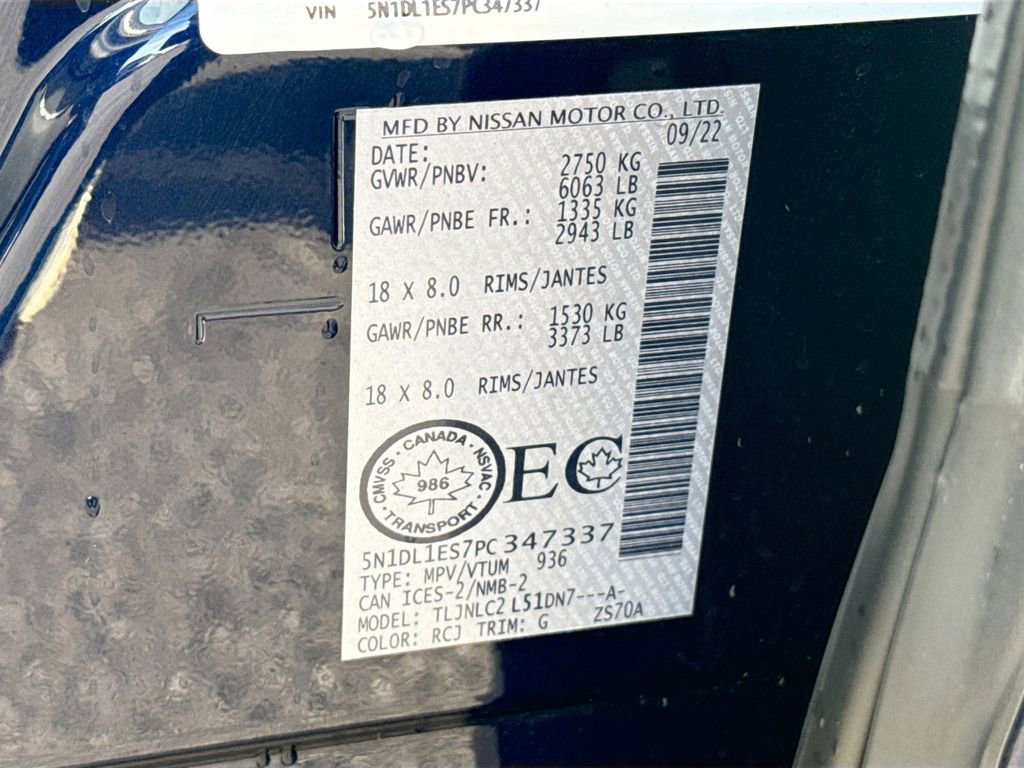 VIN 5N1DL1ES7PC347337
MFD BY NISSAN MOTOR CO., LTD.
DATE: 09/22
GVWR/PNBV: 2750 KG
6063 LB
GAWR/PNBE FR.: 1335 KG
2943 LB
18 X 8.0 RIMS/JANTES
GAWR/PNBE RR.: 1530 KG
3373 LB
18 X 8.0 RIMS/JANTES
CMVSS · CANADA · NSVAC · TRANSPORT ·
986
EC
5N1DL1ES7PC347337
TYPE: MPV/VTUM 936
CAN ICES-2/NMB-2
MODEL: TLJNLC2 L51DN7---A-
COLOR: RCJ TRIM: G ZS70A